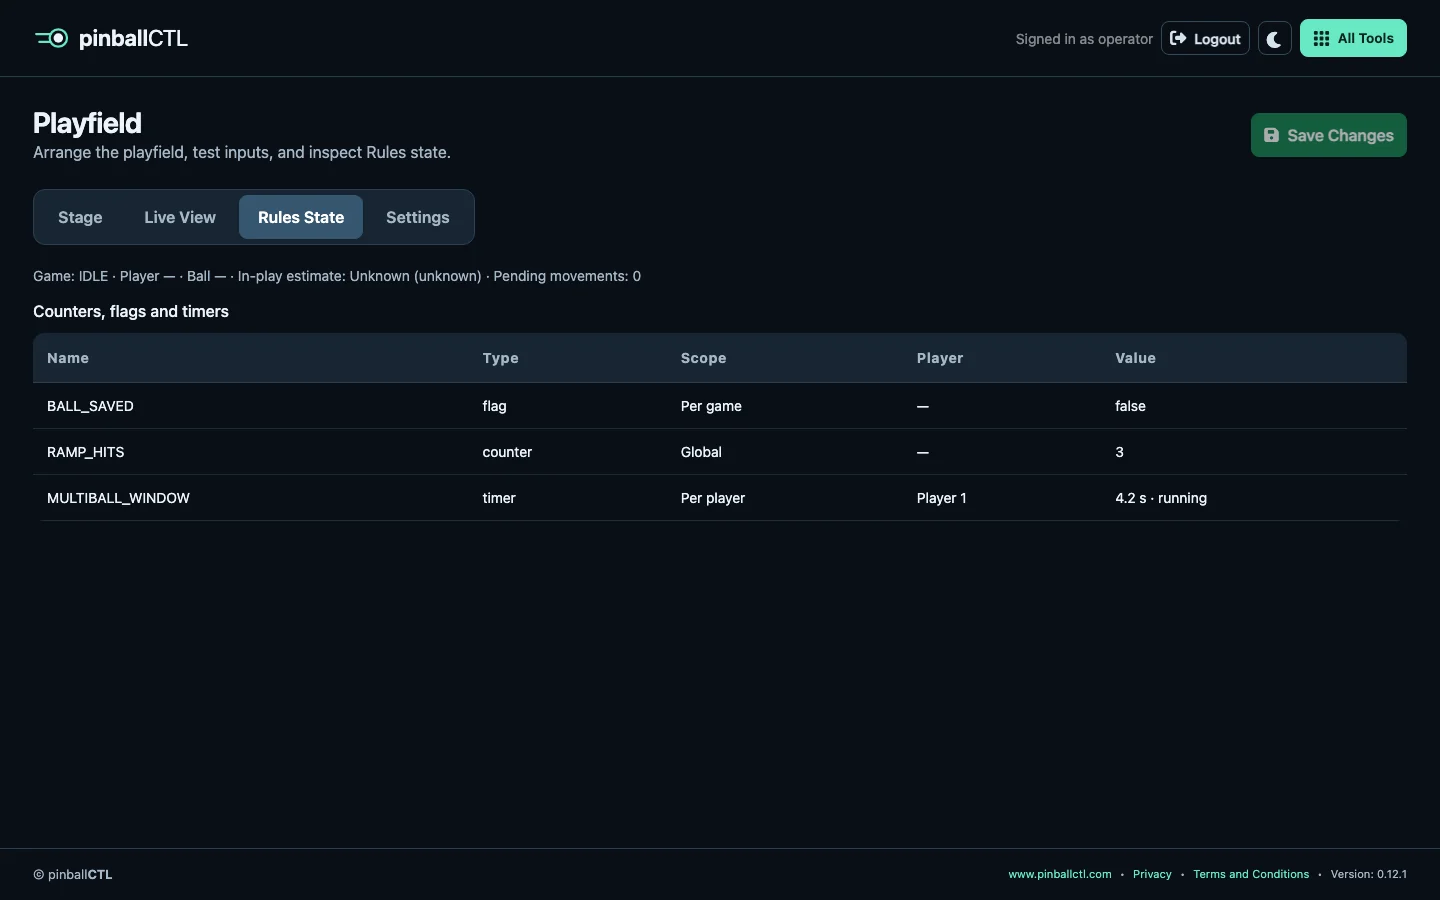 pinballCTL
Signed in as operator
Logout
All Tools
Playfield
Arrange the playfield, test inputs, and inspect Rules state.
Save Changes
Stage Live View Rules State Settings
Game: IDLE · Player — · Ball — · In-play estimate: Unknown (unknown) · Pending movements: 0
Counters, flags and timers
Name Type Scope Player Value
BALL_SAVED flag Per game — false
RAMP_HITS counter Global — 3
MULTIBALL_WINDOW timer Per player Player 1 4.2 s · running
© pinballCTL
www.pinballctl.com • Privacy • Terms and Conditions • Version: 0.12.1